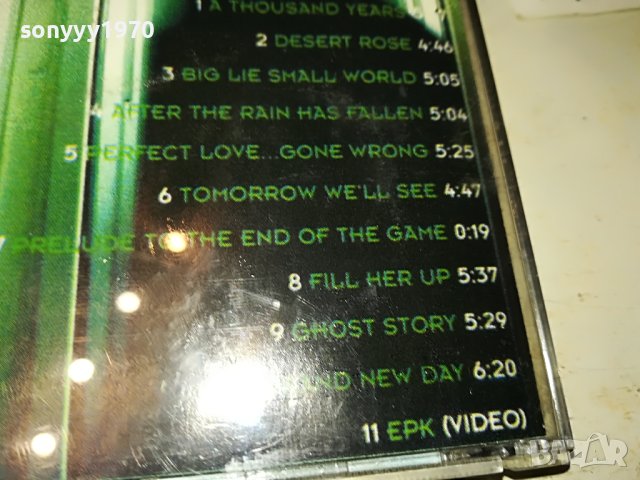 sonyyy1970
1 A THOUSAND YEARS
2 DESERT ROSE 4:46
3 BIG LIE SMALL WORLD 5:05
4 AFTER THE RAIN HAS FALLEN 5:04
5 PERFECT LOVE...GONE WRONG 5:25
6 TOMORROW WE'LL SEE 4:47
PRELUDE TO THE END OF THE GAME 0:19
8 FILL HER UP 5:37
9 GHOST STORY 5:29
NEW DAY 6:20
11 EPK (VIDEO)
BAZAR